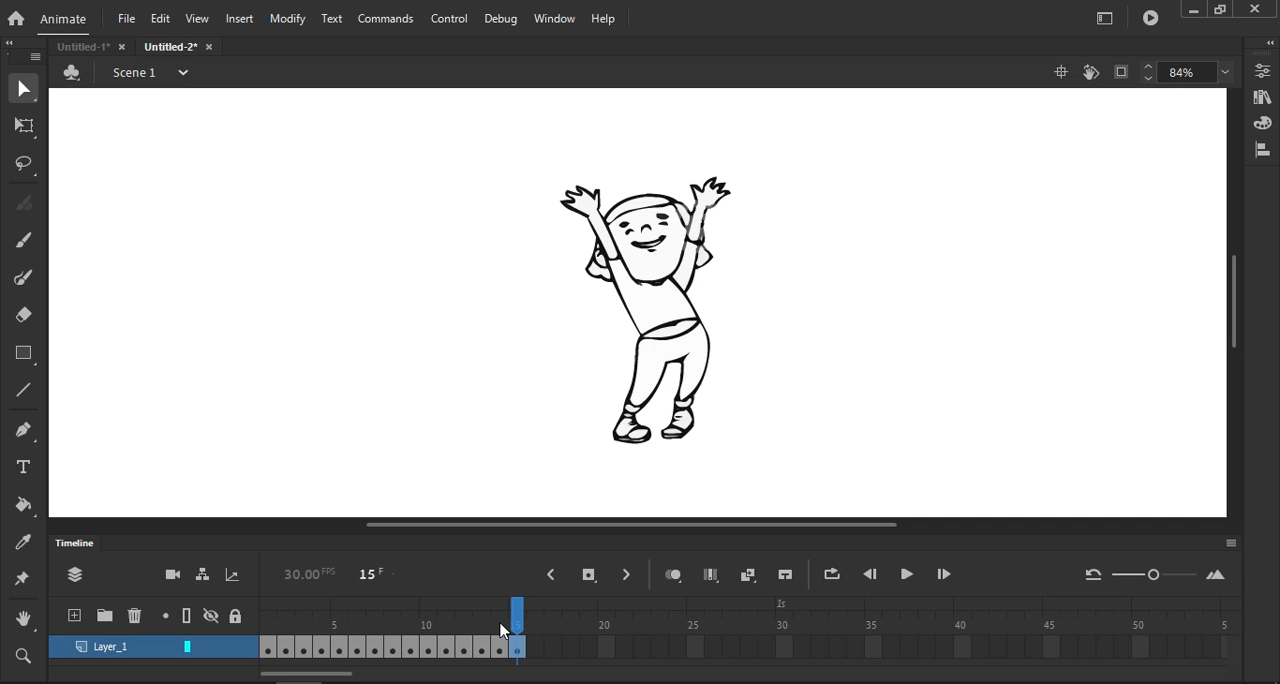 Animate File Edit View Insert Modify Text Commands Control Debug Window Help
Untitled-1* Untitled-2*
Scene 1 84%
Timeline
30.00 FPS 15 F
1s
5 10 20 25 30 35 40 45 50 5
Layer_1